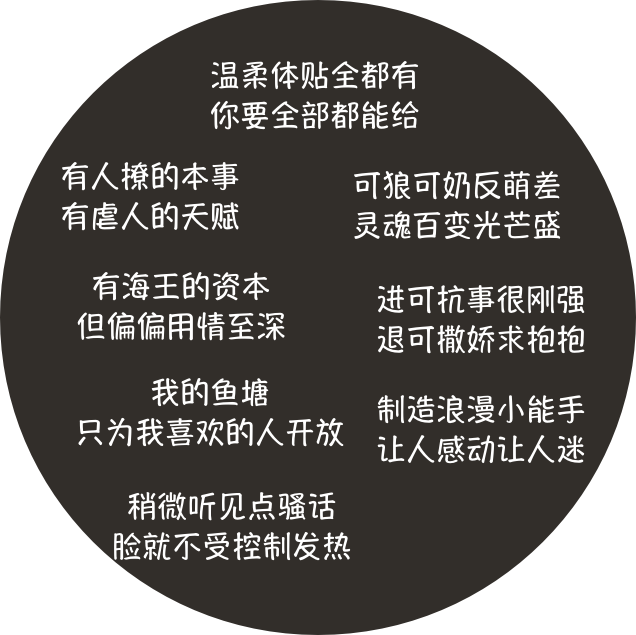 温柔体贴全都有
你要全部都能给
有人撩的本事
有虐人的天赋
可狼可奶反萌差
灵魂百变光芒盛
有海王的资本
但偏偏用情至深
进可抗事很刚强
退可撒娇求抱抱
我的鱼塘
只为我喜欢的人开放
制造浪漫小能手
让人感动让人迷
稍微听见点骚话
脸就不受控制发热